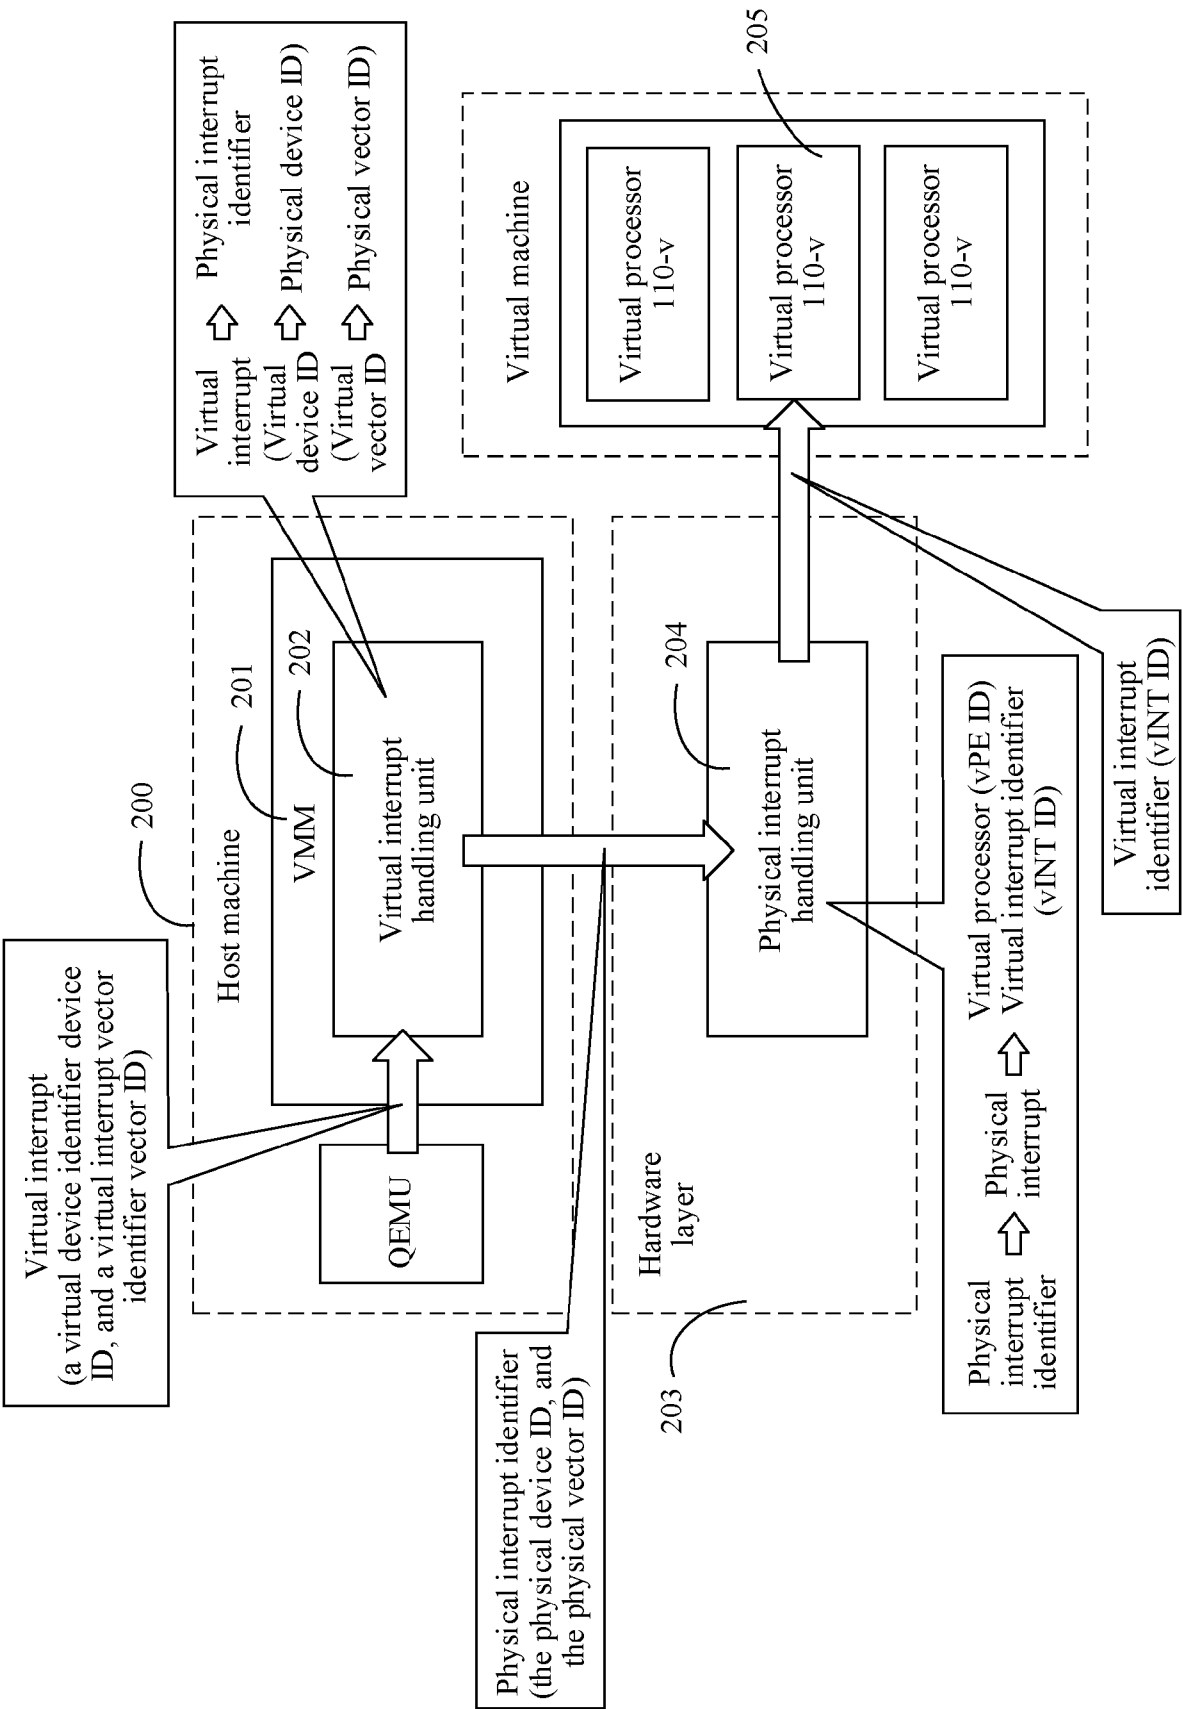 Virtual interrupt
(a virtual device identifier device
ID, and a virtual interrupt vector
identifier vector ID)
200
Host machine
201
VMM
202
Virtual interrupt
handling unit
QEMU
Virtual
interrupt
Physical interrupt
identifier
(Virtual
device ID
Physical device ID)
(Virtual
vector ID
Physical vector ID)
Physical interrupt identifier
(the physical device ID, and
the physical vector ID)
203
Hardware
layer
204
Physical interrupt
handling unit
Physical
interrupt
identifier
Physical
interrupt
Virtual processor (vPE ID)
Virtual interrupt identifier
(vINT ID)
Virtual machine
205
Virtual processor
110-v
Virtual processor
110-v
Virtual processor
110-v
Virtual interrupt
identifier (vINT ID)